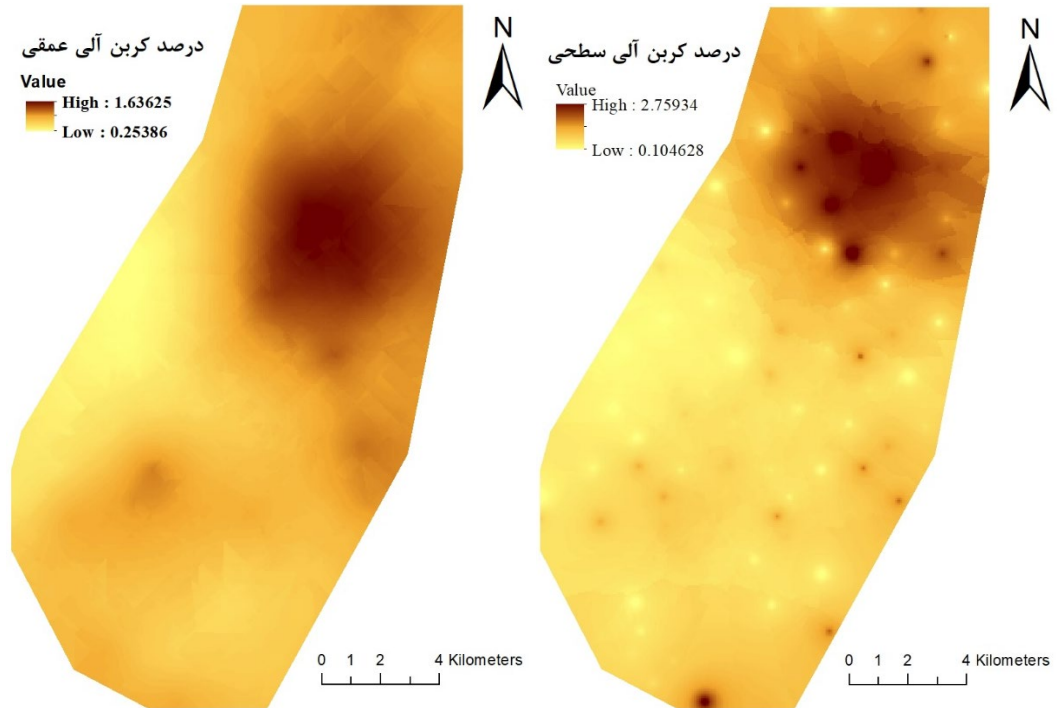 درصد کربن آلی عمقی
Value
High : 1.63625
Low : 0.25386
N
0 1 2 4 Kilometers
درصد کربن آلی سطحی
Value
High : 2.75934
Low : 0.104628
N
0 1 2 4 Kilometers